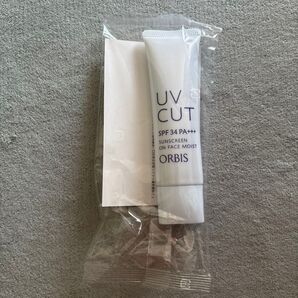 UV
CUT
SPF 34 PA+++
SUNSCREEN
ON FACE MOIST
ORBIS